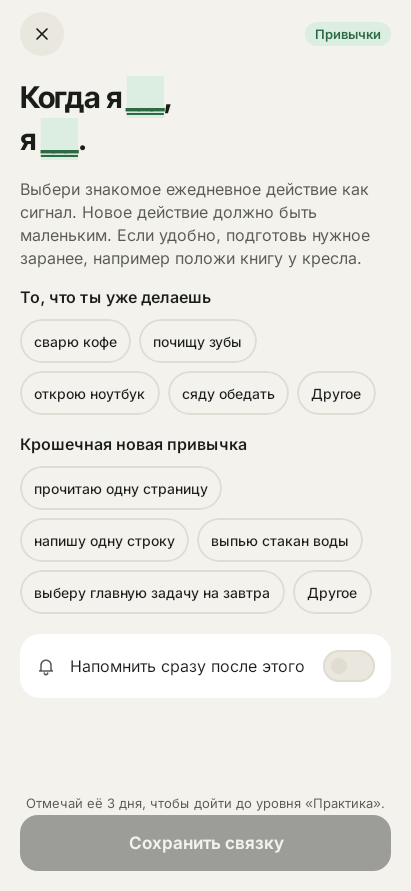 Привычки
Когда я ___,
я ___.
Выбери знакомое ежедневное действие как
сигнал. Новое действие должно быть
маленьким. Если удобно, подготовь нужное
заранее, например положи книгу у кресла.
То, что ты уже делаешь
сварю кофе
почищу зубы
открою ноутбук
сяду обедать
Другое
Крошечная новая привычка
прочитаю одну страницу
напишу одну строку
выпью стакан воды
выберу главную задачу на завтра
Другое
Напомнить сразу после этого
Отмечай её 3 дня, чтобы дойти до уровня «Практика».
Сохранить связку